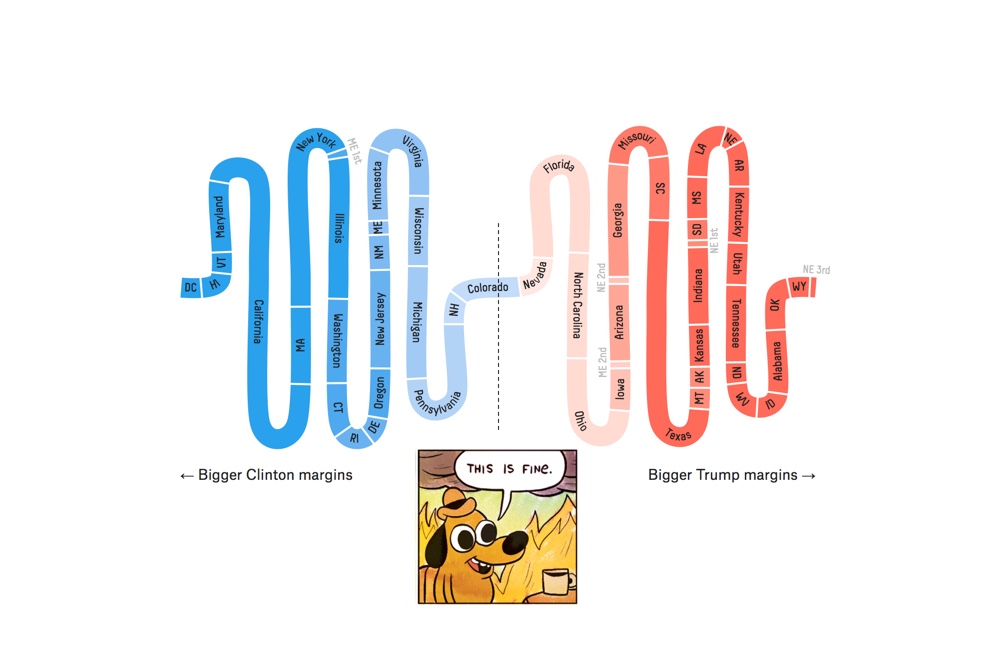 DC
HI
VT
Maryland
California
MA
New York
ME 1st
Illinois
Washington
CT
RI
DE
Oregon
New Jersey
NM
ME
Minnesota
Virginia
Wisconsin
Michigan
Pennsylvania
NH
Colorado
Nevada
Florida
North Carolina
Ohio
Iowa
ME 2nd
Arizona
NE 2nd
Georgia
Missouri
SC
Texas
MT
AK
Kansas
Indiana
NE 1st
SD
MS
LA
NE
AR
Kentucky
Utah
Tennessee
ND
WV
ID
Alabama
OK
WY
NE 3rd
← Bigger Clinton margins
Bigger Trump margins →
THIS IS FINE.